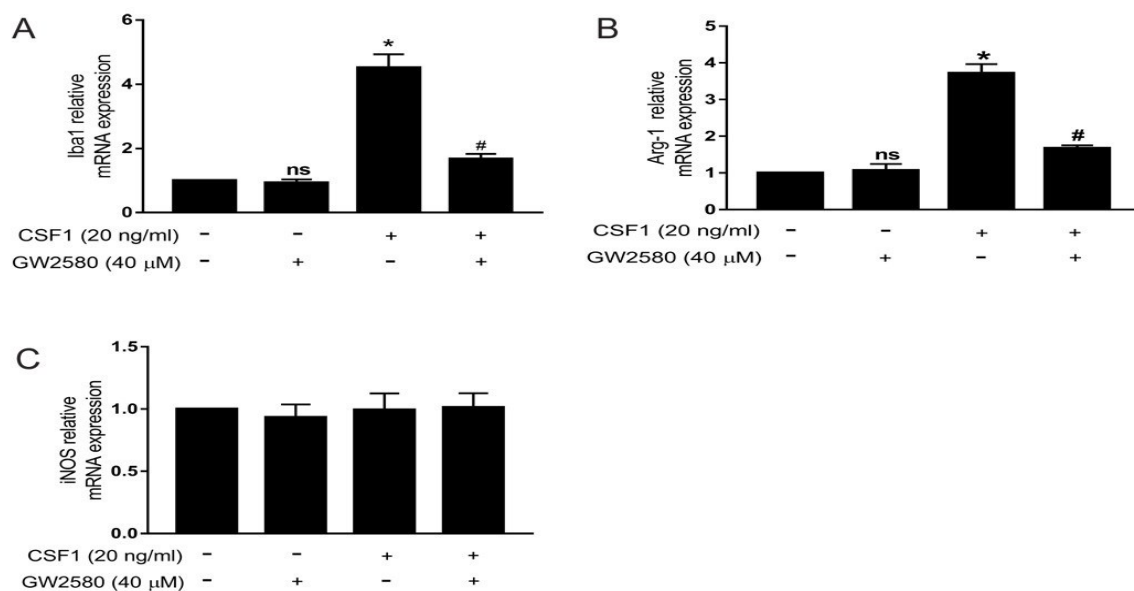 A
Iba1 relative
mRNA expression
6
4
2
0
*
ns
#
CSF1 (20 ng/ml) - - + +
GW2580 (40 μM) - + - +
B
Arg-1 relative
mRNA expression
5
4
3
2
1
0
*
ns
#
CSF1 (20 ng/ml) - - + +
GW2580 (40 μM) - + - +
C
iNOS relative
mRNA expression
1.5
1.0
0.5
0.0
CSF1 (20 ng/ml) - - + +
GW2580 (40 μM) - + - +